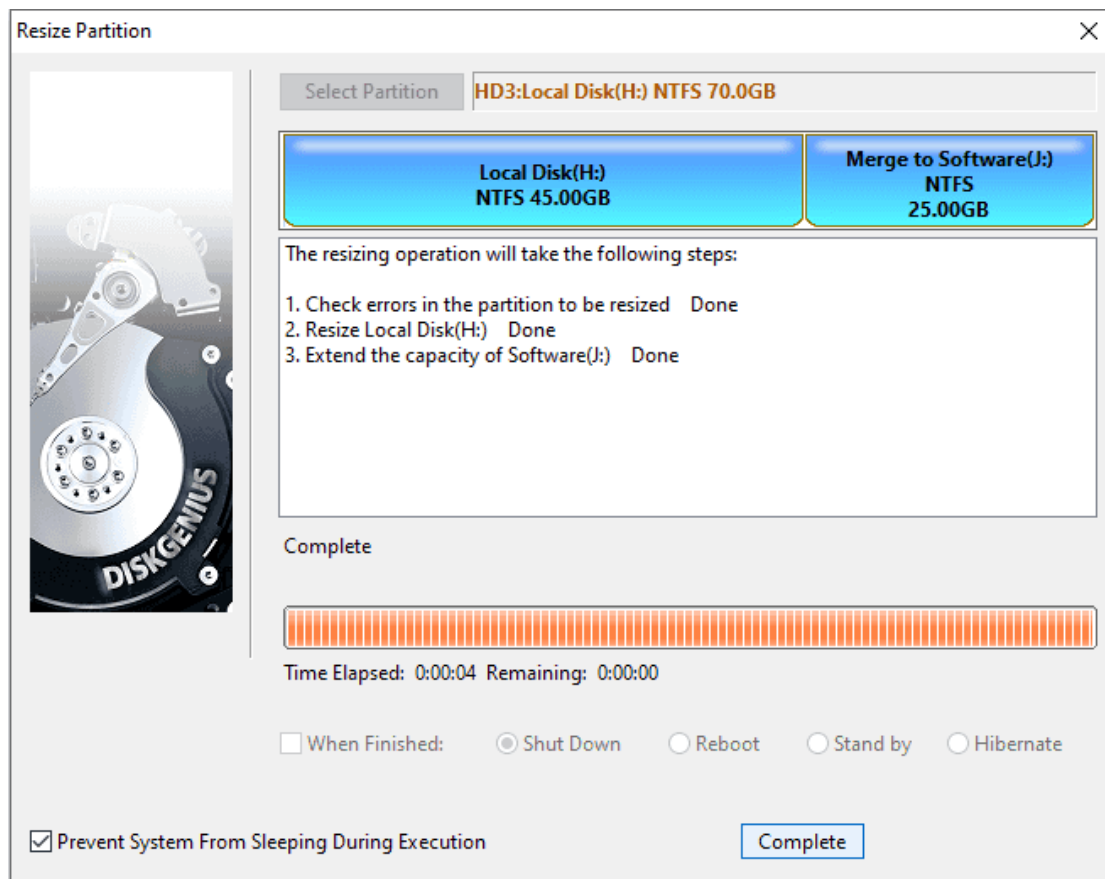 Resize Partition
Select Partition
HD3:Local Disk(H:) NTFS 70.0GB
Local Disk(H:)
NTFS 45.00GB
Merge to Software(J:)
NTFS
25.00GB
The resizing operation will take the following steps:
1. Check errors in the partition to be resized Done
2. Resize Local Disk(H:) Done
3. Extend the capacity of Software(J:) Done
DISKGENIUS
Complete
Time Elapsed: 0:00:04 Remaining: 0:00:00
When Finished: Shut Down Reboot Stand by Hibernate
Prevent System From Sleeping During Execution
Complete